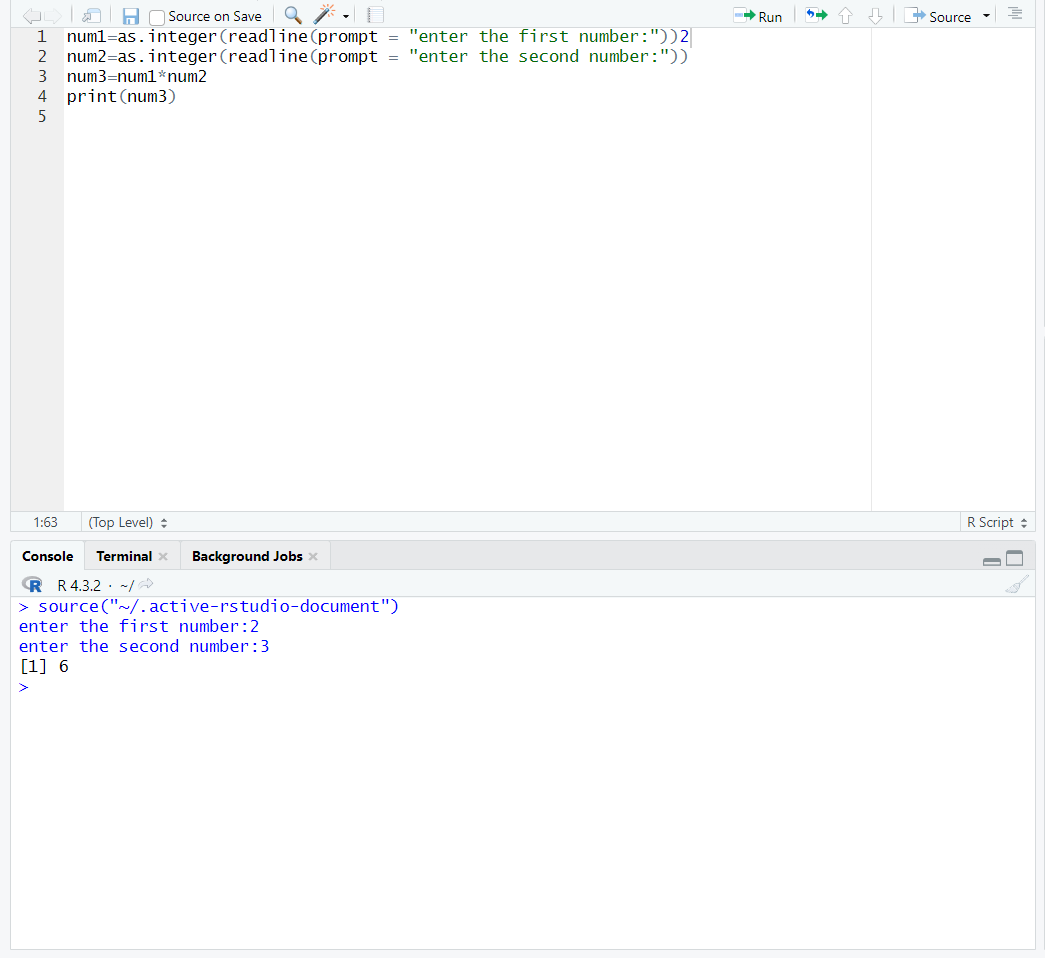 Source on Save Run Source
1 num1=as.integer(readline(prompt = "enter the first number:"))2
2 num2=as.integer(readline(prompt = "enter the second number:"))
3 num3=num1*num2
4 print(num3)
5
1:63 (Top Level) R Script
Console Terminal Background Jobs
R R 4.3.2 · ~/
> source("~/.active-rstudio-document")
enter the first number:2
enter the second number:3
[1] 6
>